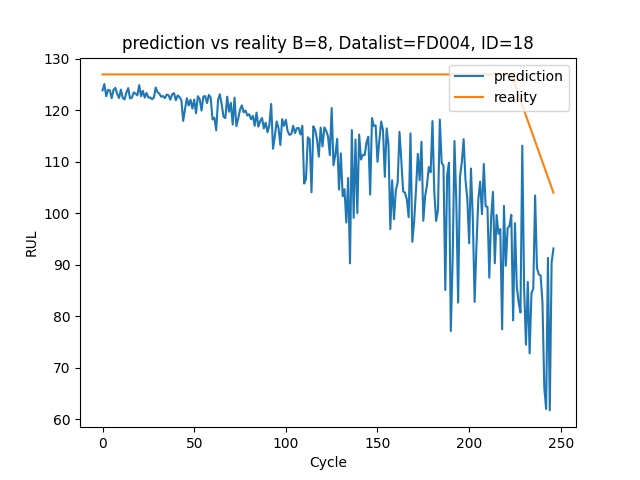 prediction vs reality B=8, Datalist=FD004, ID=18
prediction
reality
130
120
110
100
90
80
70
60
RUL
0 50 100 150 200 250
Cycle